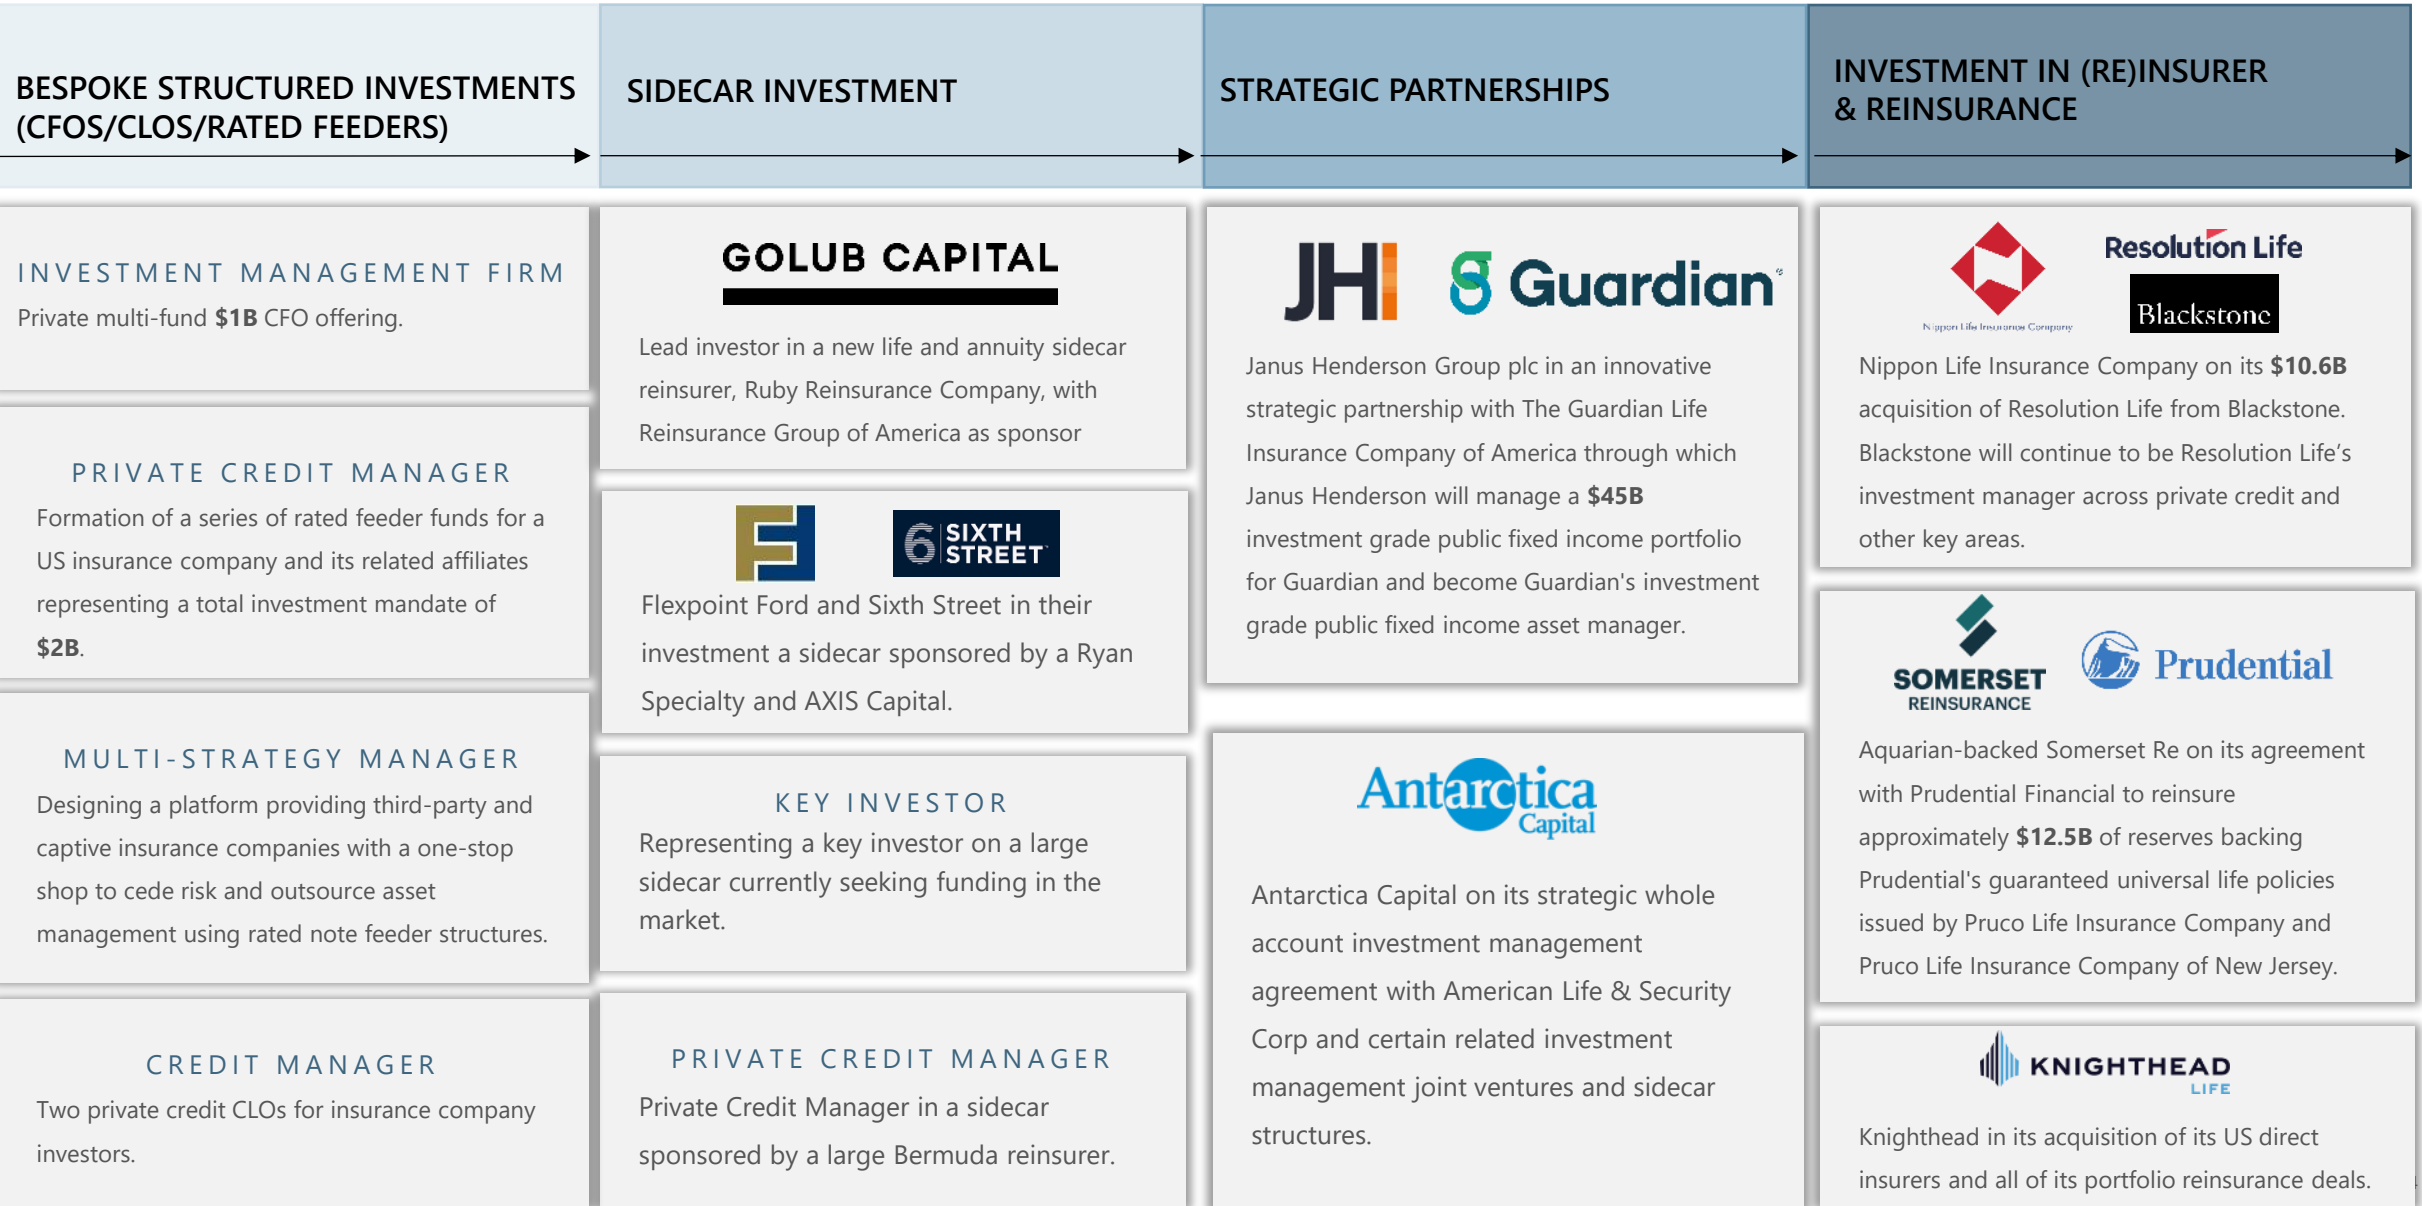 BESPOKE STRUCTURED INVESTMENTS
(CFOS/CLOS/RATED FEEDERS)
INVESTMENT MANAGEMENT FIRM
Private multi-fund $1B CFO offering.
PRIVATE CREDIT MANAGER
Formation of a series of rated feeder funds for a
US insurance company and its related affiliates
representing a total investment mandate of
$2B.
MULTI-STRATEGY MANAGER
Designing a platform providing third-party and
captive insurance companies with a one-stop
shop to cede risk and outsource asset
management using rated note feeder structures.
CREDIT MANAGER
Two private credit CLOs for insurance company
investors.
SIDECAR INVESTMENT
GOLUB CAPITAL
Lead investor in a new life and annuity sidecar
reinsurer, Ruby Reinsurance Company, with
Reinsurance Group of America as sponsor
6 SIXTH
STREET
Flexpoint Ford and Sixth Street in their
investment a sidecar sponsored by a Ryan
Specialty and AXIS Capital.
KEY INVESTOR
Representing a key investor on a large
sidecar currently seeking funding in the
market.
PRIVATE CREDIT MANAGER
Private Credit Manager in a sidecar
sponsored by a large Bermuda reinsurer.
STRATEGIC PARTNERSHIPS
JHI
Guardian
Janus Henderson Group plc in an innovative
strategic partnership with The Guardian Life
Insurance Company of America through which
Janus Henderson will manage a $45B
investment grade public fixed income portfolio
for Guardian and become Guardian's investment
grade public fixed income asset manager.
Antarctica
Capital
Antarctica Capital on its strategic whole
account investment management
agreement with American Life & Security
Corp and certain related investment
management joint ventures and sidecar
structures.
INVESTMENT IN (RE)INSURER
& REINSURANCE
Nippon Life Insurance Company
Resolution Life
Blackstone
Nippon Life Insurance Company on its $10.6B
acquisition of Resolution Life from Blackstone.
Blackstone will continue to be Resolution Life’s
investment manager across private credit and
other key areas.
SOMERSET
REINSURANCE
Prudential
Aquarian-backed Somerset Re on its agreement
with Prudential Financial to reinsure
approximately $12.5B of reserves backing
Prudential's guaranteed universal life policies
issued by Pruco Life Insurance Company and
Pruco Life Insurance Company of New Jersey.
KNIGHTHEAD
LIFE
Knighthead in its acquisition of its US direct
insurers and all of its portfolio reinsurance deals.